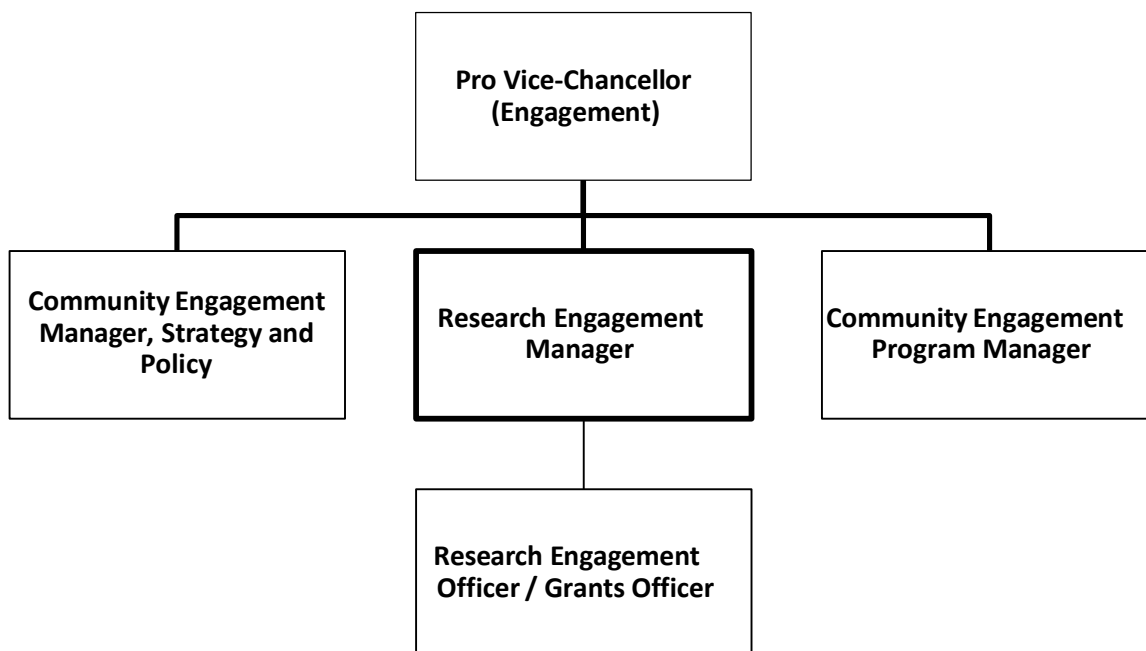 Pro Vice-Chancellor
(Engagement)
Community Engagement
Manager, Strategy and
Policy
Research Engagement
Manager
Community Engagement
Program Manager
Research Engagement
Officer / Grants Officer